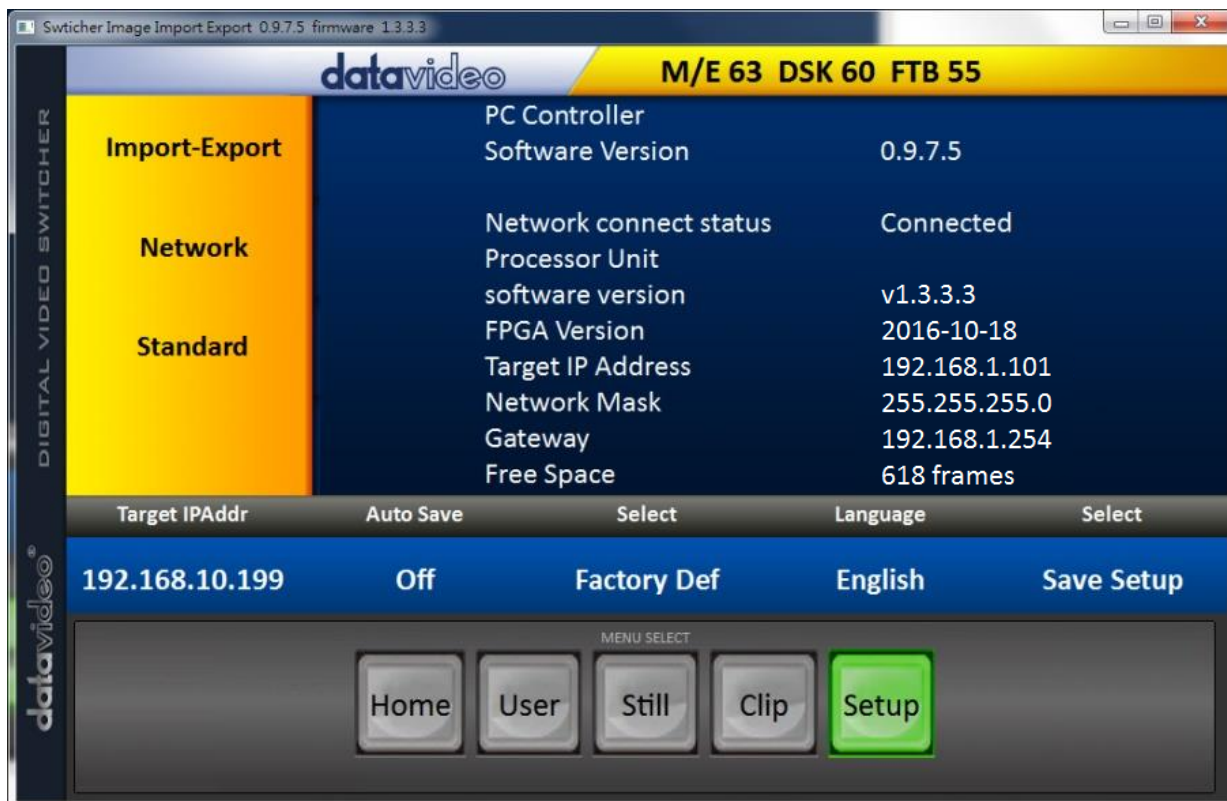 Swticher Image Import Export 0.9.7.5 firmware 1.3.3.3
datavideo
M/E 63 DSK 60 FTB 55
DIGITAL VIDEO SWITCHER
datavideo®
Import-Export
Network
Standard
PC Controller
Software Version 0.9.7.5
Network connect status Connected
Processor Unit
software version v1.3.3.3
FPGA Version 2016-10-18
Target IP Address 192.168.1.101
Network Mask 255.255.255.0
Gateway 192.168.1.254
Free Space 618 frames
Target IPAddr Auto Save Select Language Select
192.168.10.199 Off Factory Def English Save Setup
MENU SELECT
Home User Still Clip Setup